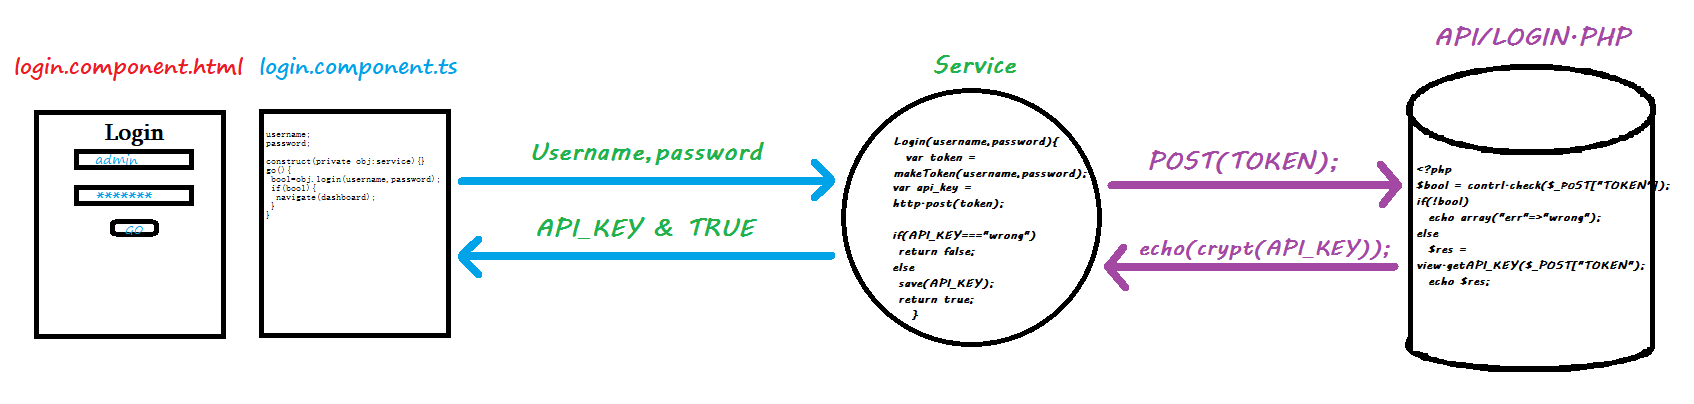 login.component.html
Login
admin
*******
GO
login.component.ts
username;
password;
construct(private obj:service){}
go(){
bool=obj.login(username,password);
if(bool){
navigate(dashboard);
}
}
Username,password
API_KEY & TRUE
Service
Login(username,password){
var token =
makeToken(username,password);
var api_key =
http.post(token);
if(API_KEY==="wrong")
return false;
else
save(API_KEY);
return true;
}
POST(TOKEN);
echo(crypt(API_KEY));
API/LOGIN.PHP
<?php
$bool = contrl.check($_POST["TOKEN"]);
if(!bool)
echo array("err"=>"wrong");
else
$res =
view.getAPI_KEY($_POST["TOKEN");
echo $res;